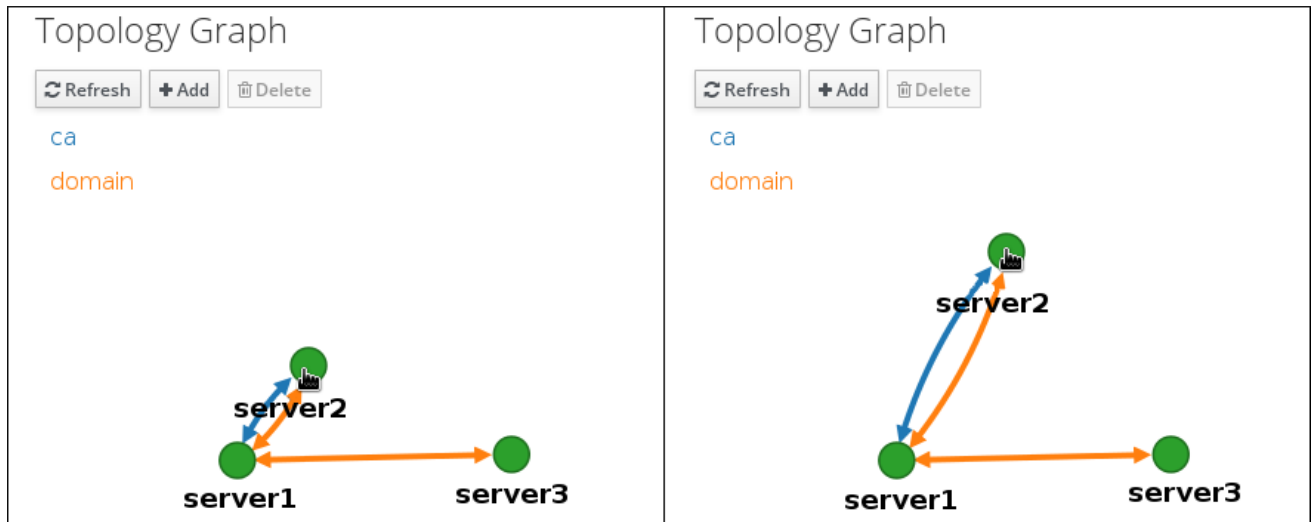 Topology Graph
Refresh Add Delete
ca
domain
server2
server1
server3
Topology Graph
Refresh Add Delete
ca
domain
server2
server1
server3